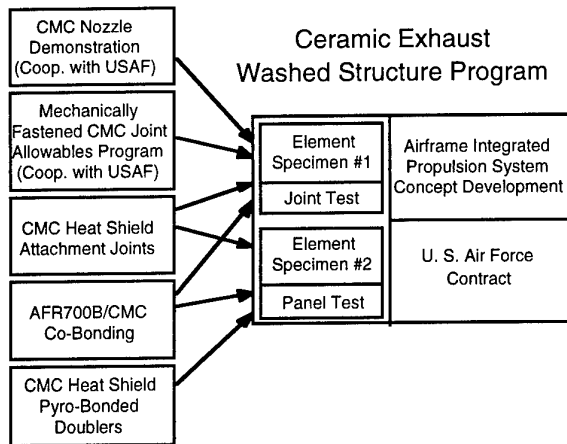 CMC Nozzle
Demonstration
(Coop. with USAF)
Mechanically
Fastened CMC Joint
Allowables Program
(Coop. with USAF)
CMC Heat Shield
Attachment Joints
AFR700B/CMC
Co-Bonding
CMC Heat Shield
Pyro-Bonded
Doublers
Ceramic Exhaust
Washed Structure Program
Element
Specimen #1
Joint Test
Element
Specimen #2
Panel Test
Airframe Integrated
Propulsion System
Concept Development
U. S. Air Force
Contract